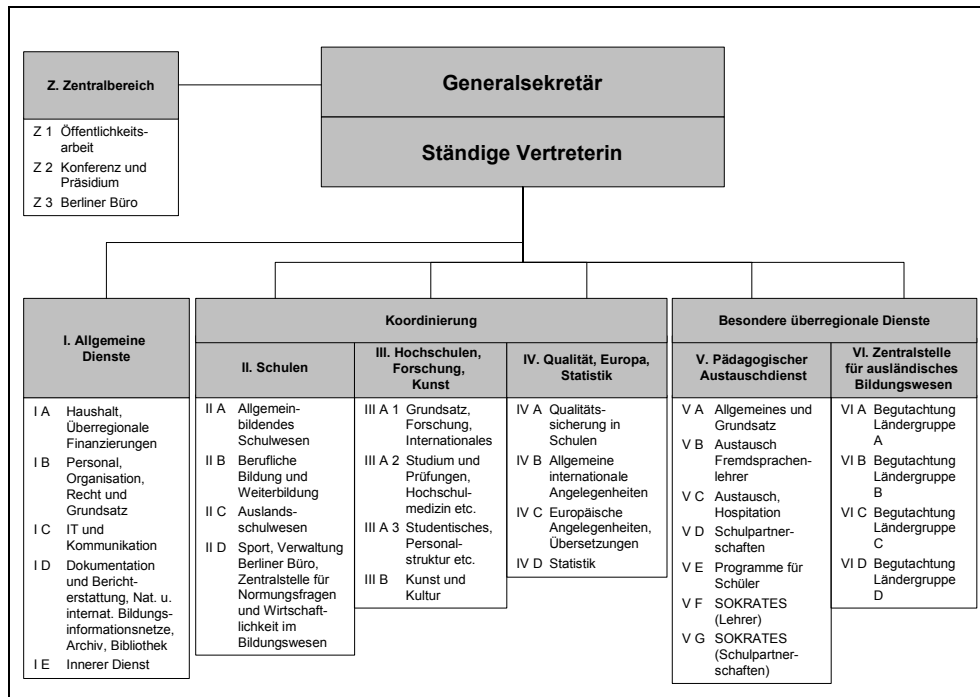 Z. Zentralbereich
Z 1 Öffentlichkeits-
arbeit
Z 2 Konferenz und
Präsidium
Z 3 Berliner Büro
Generalsekretär
Ständige Vertreterin
I. Allgemeine
Dienste
I A Haushalt,
Überregionale
Finanzierungen
I B Personal,
Organisation,
Recht und
Grundsatz
I C IT und
Kommunikation
I D Dokumentation
und Bericht-
erstattung, Nat. u.
internat. Bildungs-
informationsnetze,
Archiv, Bibliothek
I E Innerer Dienst
Koordinierung
II. Schulen
II A Allgemein-
bildendes
Schulwesen
II B Berufliche
Bildung und
Weiterbildung
II C Auslands-
schulwesen
II D Sport, Verwaltung
Berliner Büro,
Zentralstelle für
Normungsfragen
und Wirtschaft-
lichkeit im
Bildungswesen
III. Hochschulen,
Forschung,
Kunst
III A 1 Grundsatz,
Forschung,
Internationales
III A 2 Studium und
Prüfungen,
Hochschul-
medizin etc.
III A 3 Studentisches,
Personal-
struktur etc.
III B Kunst und
Kultur
IV. Qualität, Europa,
Statistik
IV A Qualitäts-
sicherung in
Schulen
IV B Allgemeine
internationale
Angelegenheiten
IV C Europäische
Angelegenheiten,
Übersetzungen
IV D Statistik
Besondere überregionale Dienste
V. Pädagogischer
Austauschdienst
V A Allgemeines und
Grundsatz
V B Austausch
Fremdsprachen-
lehrer
V C Austausch,
Hospitation
V D Schulpartner-
schaften
V E Programme für
Schüler
V F SOKRATES
(Lehrer)
V G SOKRATES
(Schulpartner-
schaften)
VI. Zentralstelle
für ausländisches
Bildungswesen
VI A Begutachtung
Ländergruppe
A
VI B Begutachtung
Ländergruppe
B
VI C Begutachtung
Ländergruppe
C
VI D Begutachtung
Ländergruppe
D